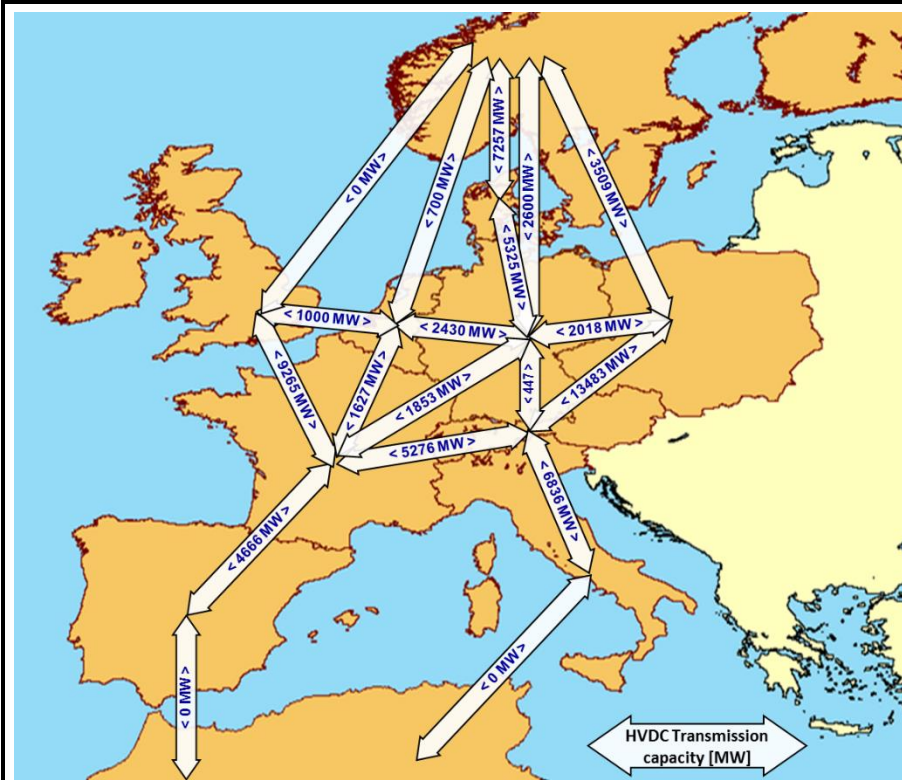 < 0 MW >
< 700 MW >
< 7257 MW >
< 2600 MW >
< 3509 MW >
< 5325 MW >
< 1000 MW >
< 2430 MW >
< 2018 MW >
< 9265 MW >
< 1627 MW >
< 1853 MW >
< 447 >
< 13483 MW >
< 5276 MW >
< 4666 MW >
< 6836 MW >
< 0 MW >
< 0 MW >
HVDC Transmission
capacity [MW]